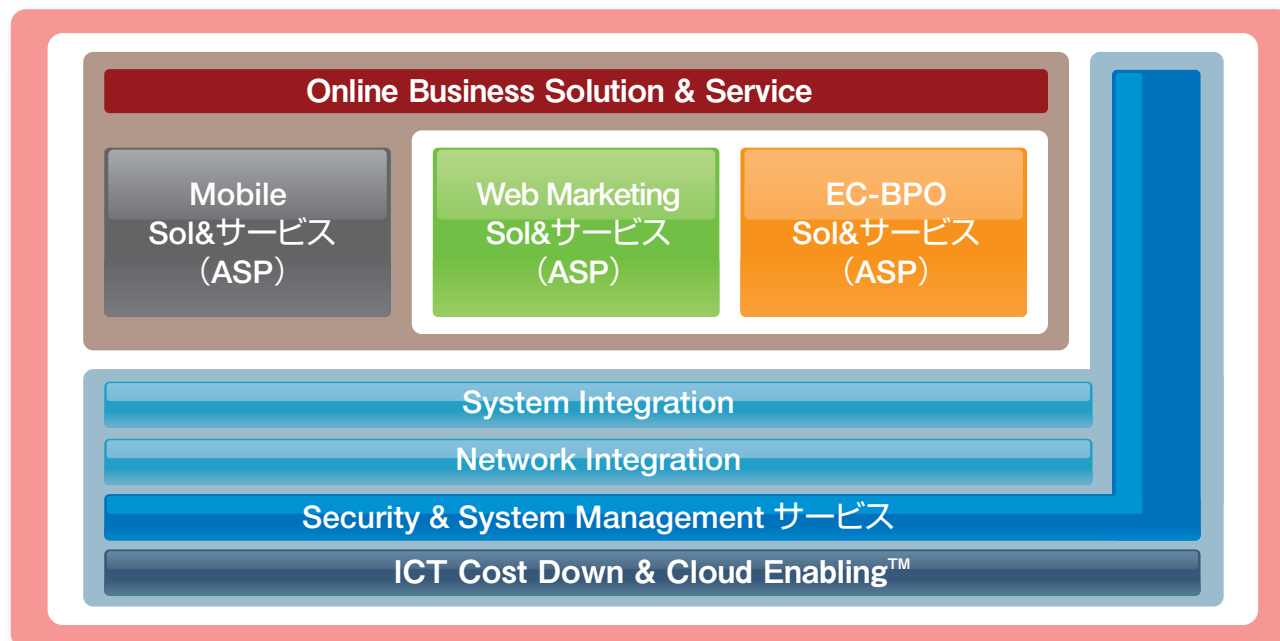 Online Business Solution & Service
Mobile
Sol&サービス
（ASP）
Web Marketing
Sol&サービス
（ASP）
EC-BPO
Sol&サービス
（ASP）
System Integration
Network Integration
Security & System Management サービス
ICT Cost Down & Cloud Enabling™